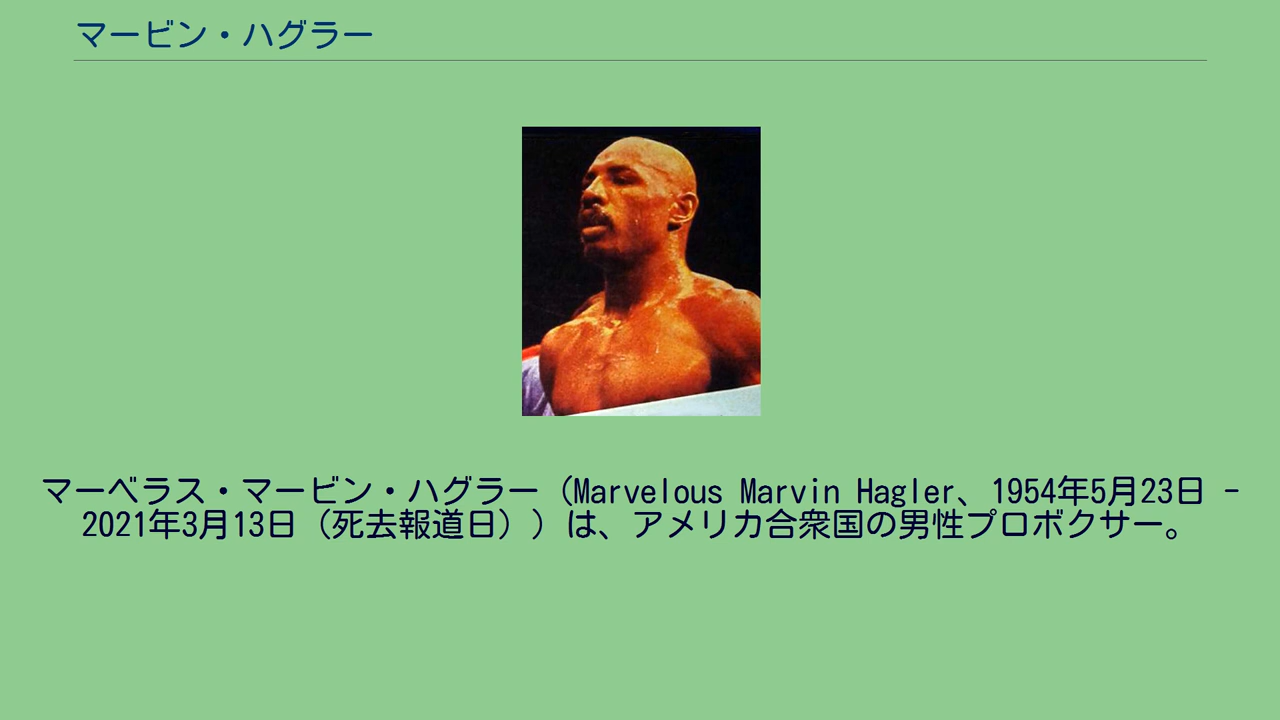 マービン・ハグラー
マーベラス・マービン・ハグラー（Marvelous Marvin Hagler、1954年5月23日 -
2021年3月13日（死去報道日））は、アメリカ合衆国の男性プロボクサー。